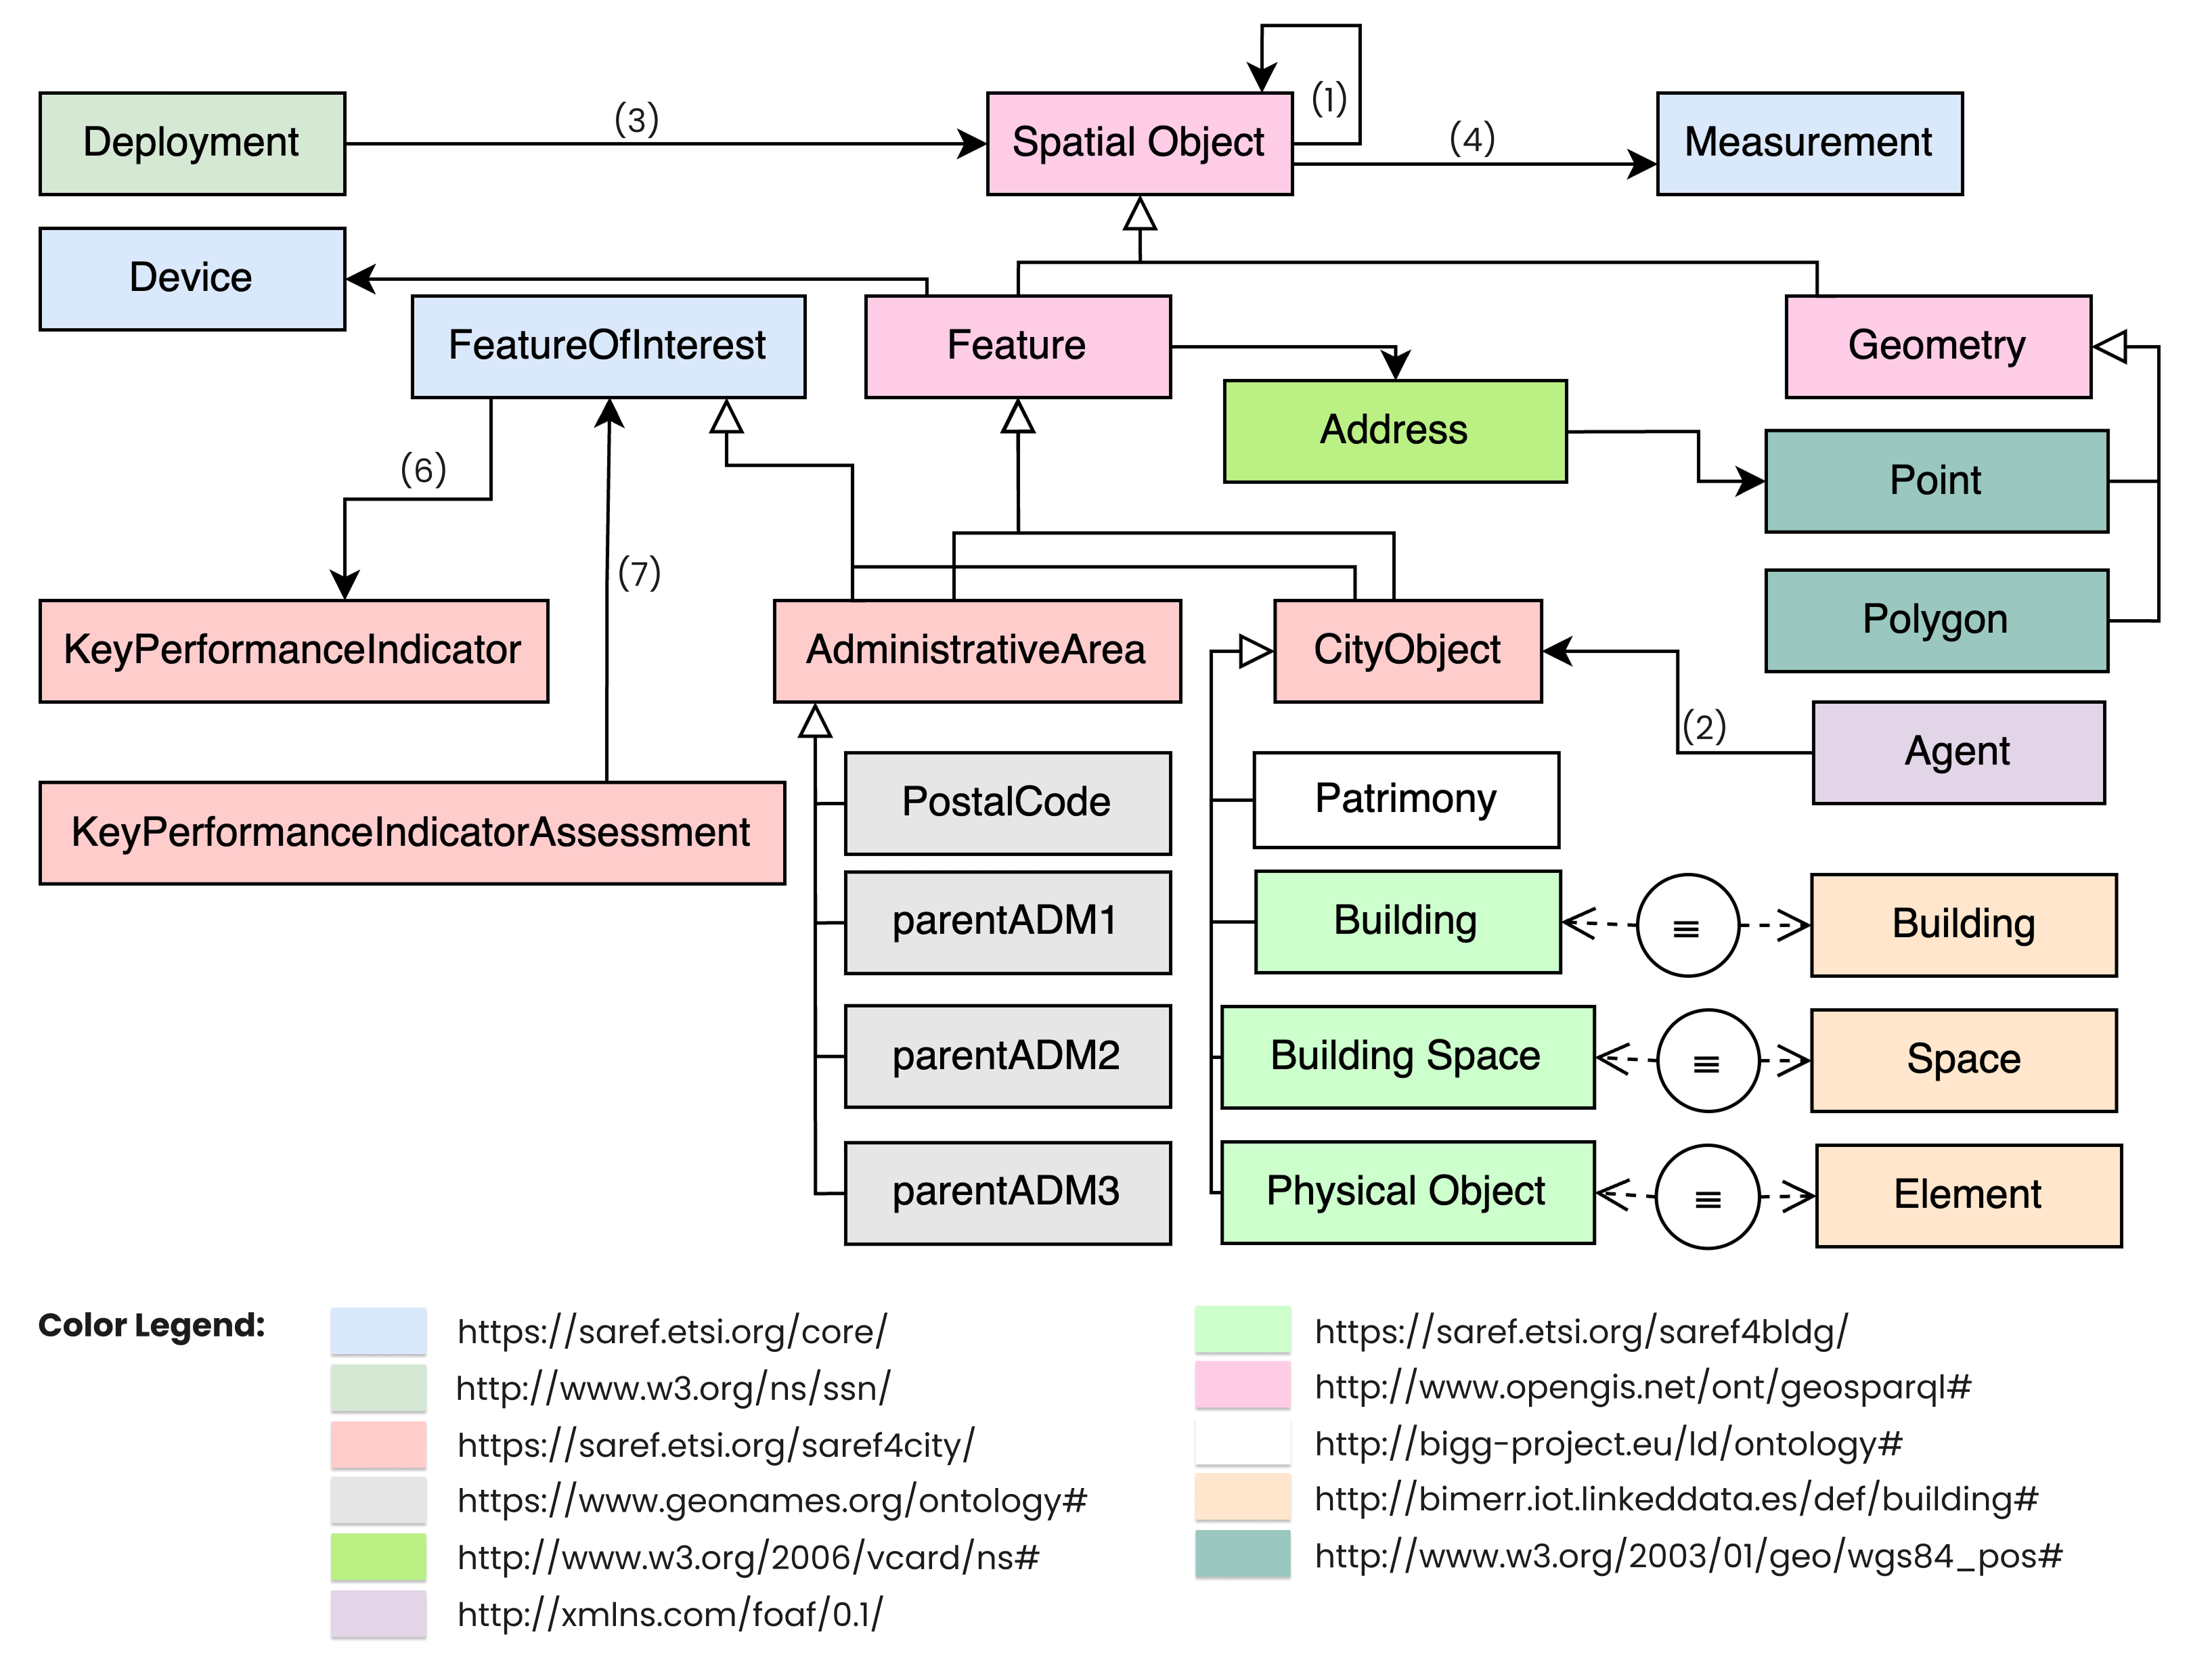 (1)
Deployment
(3)
Spatial Object
(4)
Measurement
Device
FeatureOfInterest
Feature
Geometry
Address
(6)
Point
(7)
Polygon
KeyPerformanceIndicator
AdministrativeArea
CityObject
(2)
Agent
PostalCode
Patrimony
KeyPerformanceIndicatorAssessment
parentADM1
Building
≡
Building
parentADM2
Building Space
≡
Space
parentADM3
Physical Object
≡
Element
Color Legend:
https://saref.etsi.org/core/
http://www.w3.org/ns/ssn/
https://saref.etsi.org/saref4city/
https://www.geonames.org/ontology#
http://www.w3.org/2006/vcard/ns#
http://xmlns.com/foaf/0.1/
https://saref.etsi.org/saref4bldg/
http://www.opengis.net/ont/geosparql#
http://bigg-project.eu/ld/ontology#
http://bimerr.iot.linkeddata.es/def/building#
http://www.w3.org/2003/01/geo/wgs84_pos#